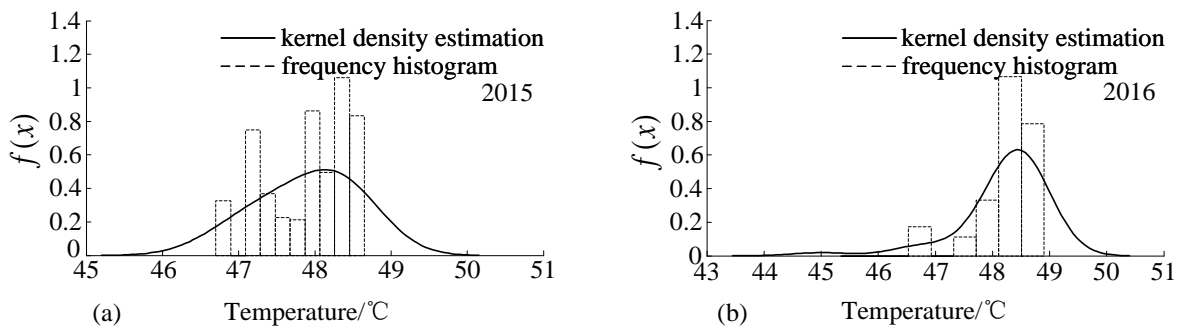 1.4
1.2
1
0.8
0.6
0.4
0.2
0
f(x)
kernel density estimation
frequency histogram
2015
45 46 47 48 49 50 51
(a) Temperature/℃
1.4
1.2
1
0.8
0.6
0.4
0.2
0
f(x)
kernel density estimation
frequency histogram
2016
43 44 45 46 47 48 49 50 51
(b) Temperature/℃